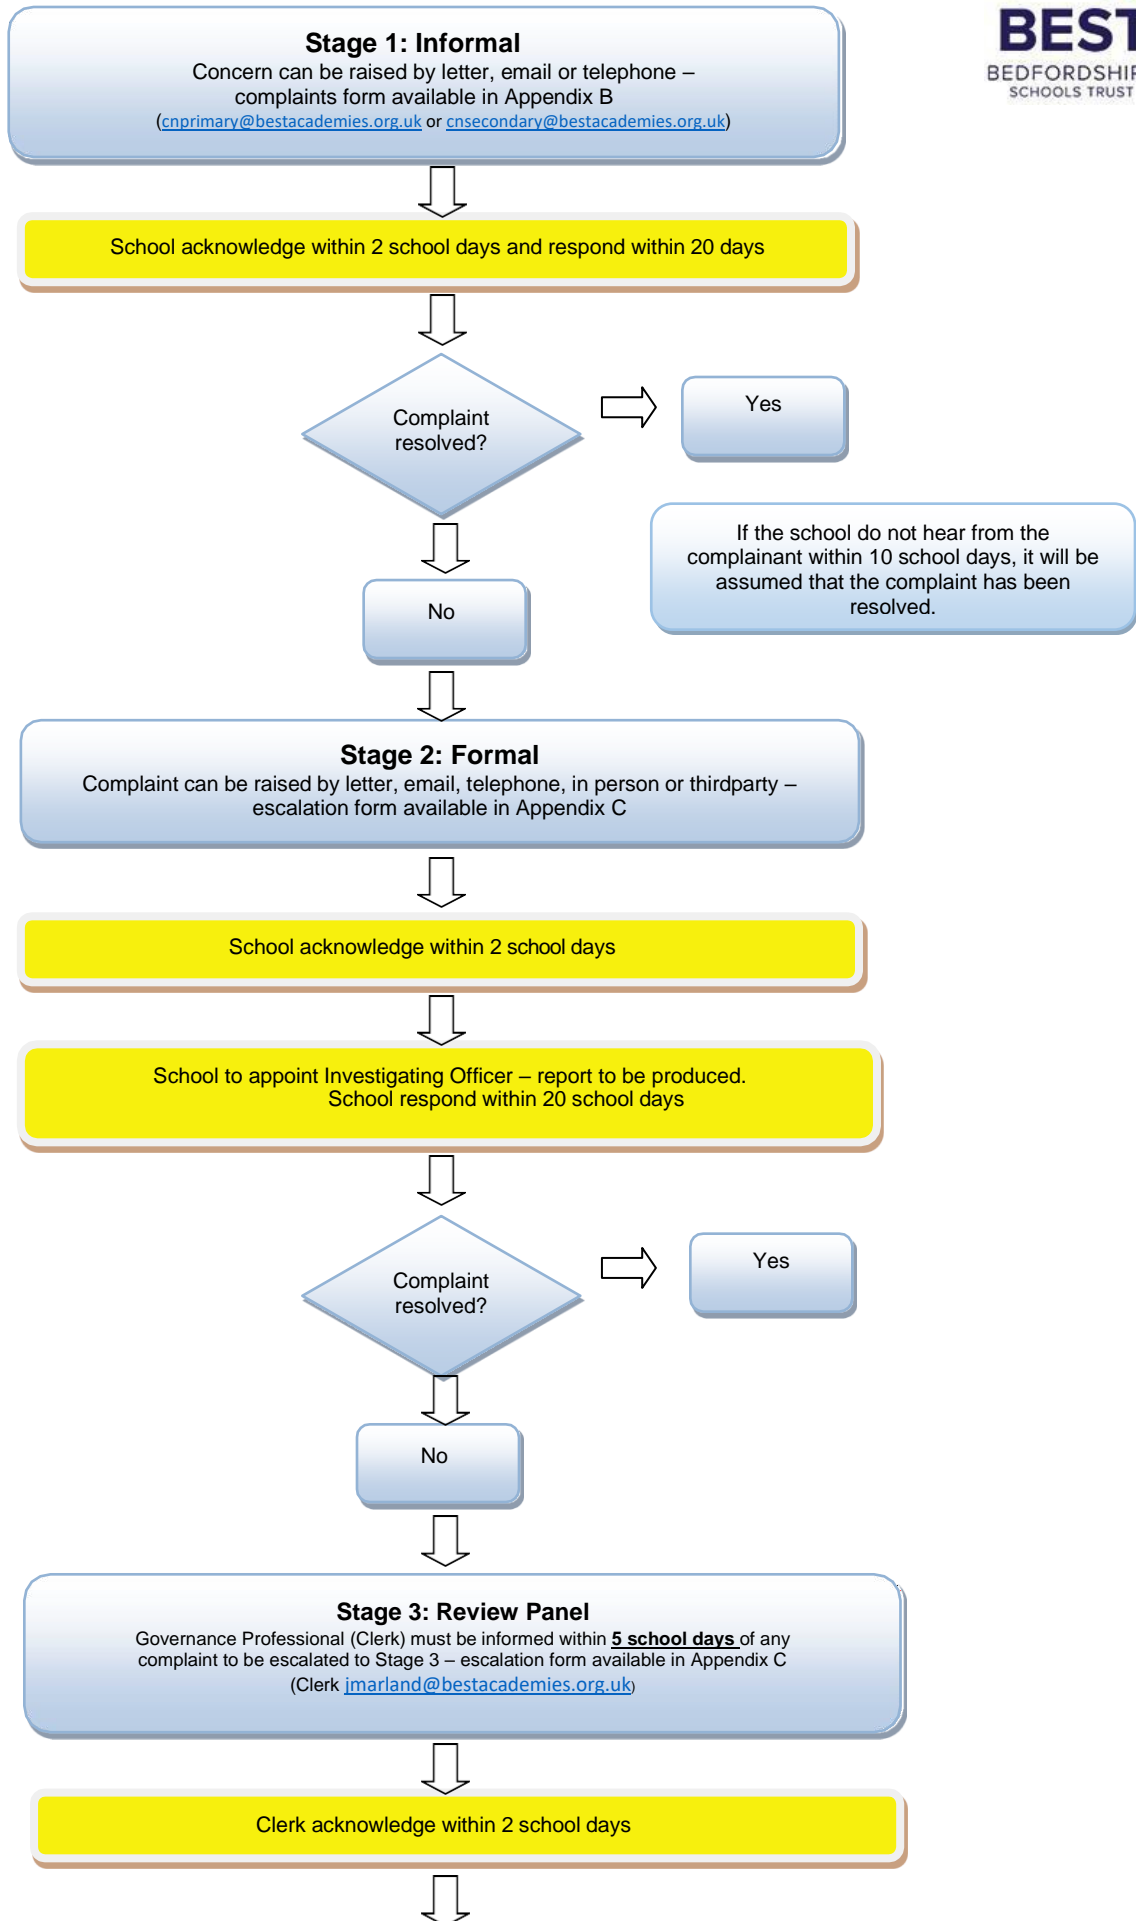 BEST
BEDFORDSHIR
SCHOOLS TRUST
Stage 1: Informal
Concern can be raised by letter, email or telephone –
complaints form available in Appendix B
(cnprimary@bestacademies.org.uk or cnsecondary@bestacademies.org.uk)
School acknowledge within 2 school days and respond within 20 days
Complaint
resolved?
Yes
If the school do not hear from the
complainant within 10 school days, it will be
assumed that the complaint has been
resolved.
No
Stage 2: Formal
Complaint can be raised by letter, email, telephone, in person or thirdparty –
escalation form available in Appendix C
School acknowledge within 2 school days
School to appoint Investigating Officer – report to be produced.
School respond within 20 school days
Complaint
resolved?
Yes
No
Stage 3: Review Panel
Governance Professional (Clerk) must be informed within 5 school days of any
complaint to be escalated to Stage 3 – escalation form available in Appendix C
(Clerk jmarland@bestacademies.org.uk)
Clerk acknowledge within 2 school days